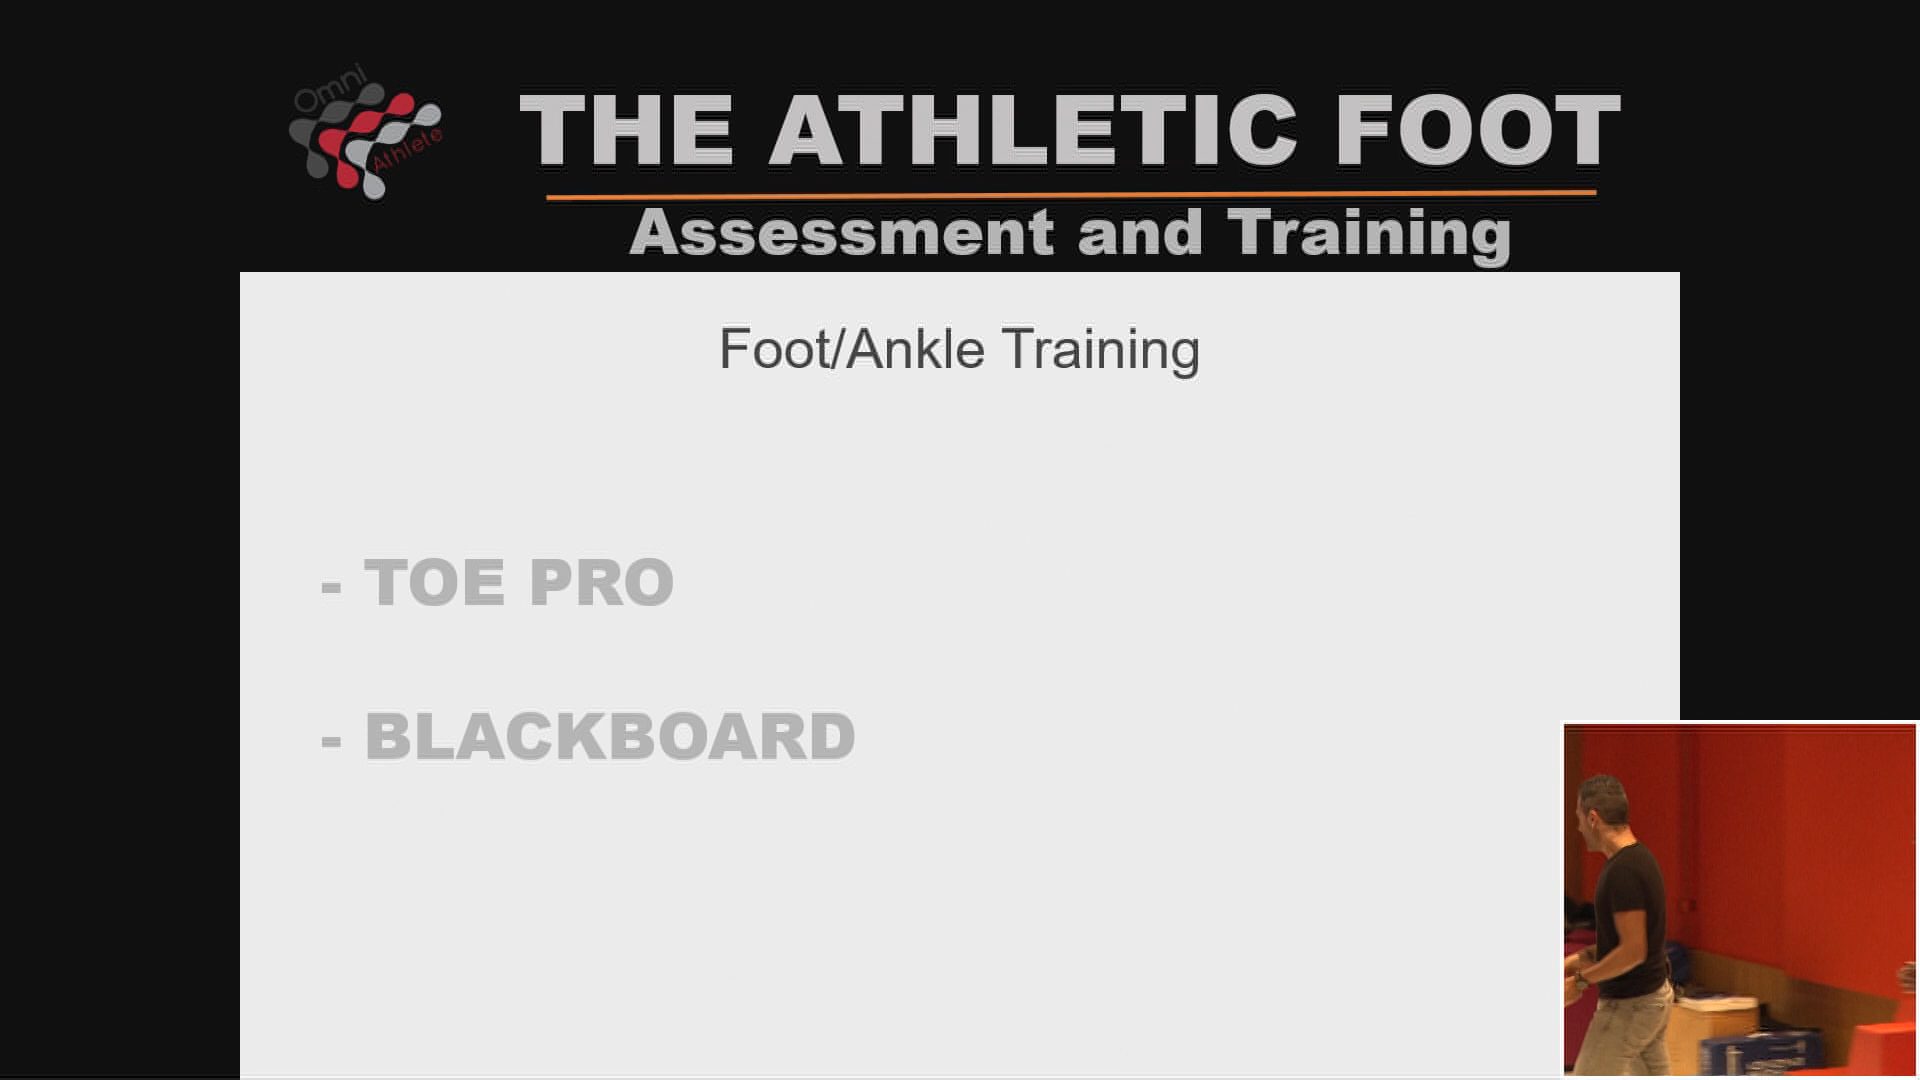 Omni
Athlete
THE ATHLETIC FOOT
Assessment and Training
Foot/Ankle Training
- TOE PRO
- BLACKBOARD